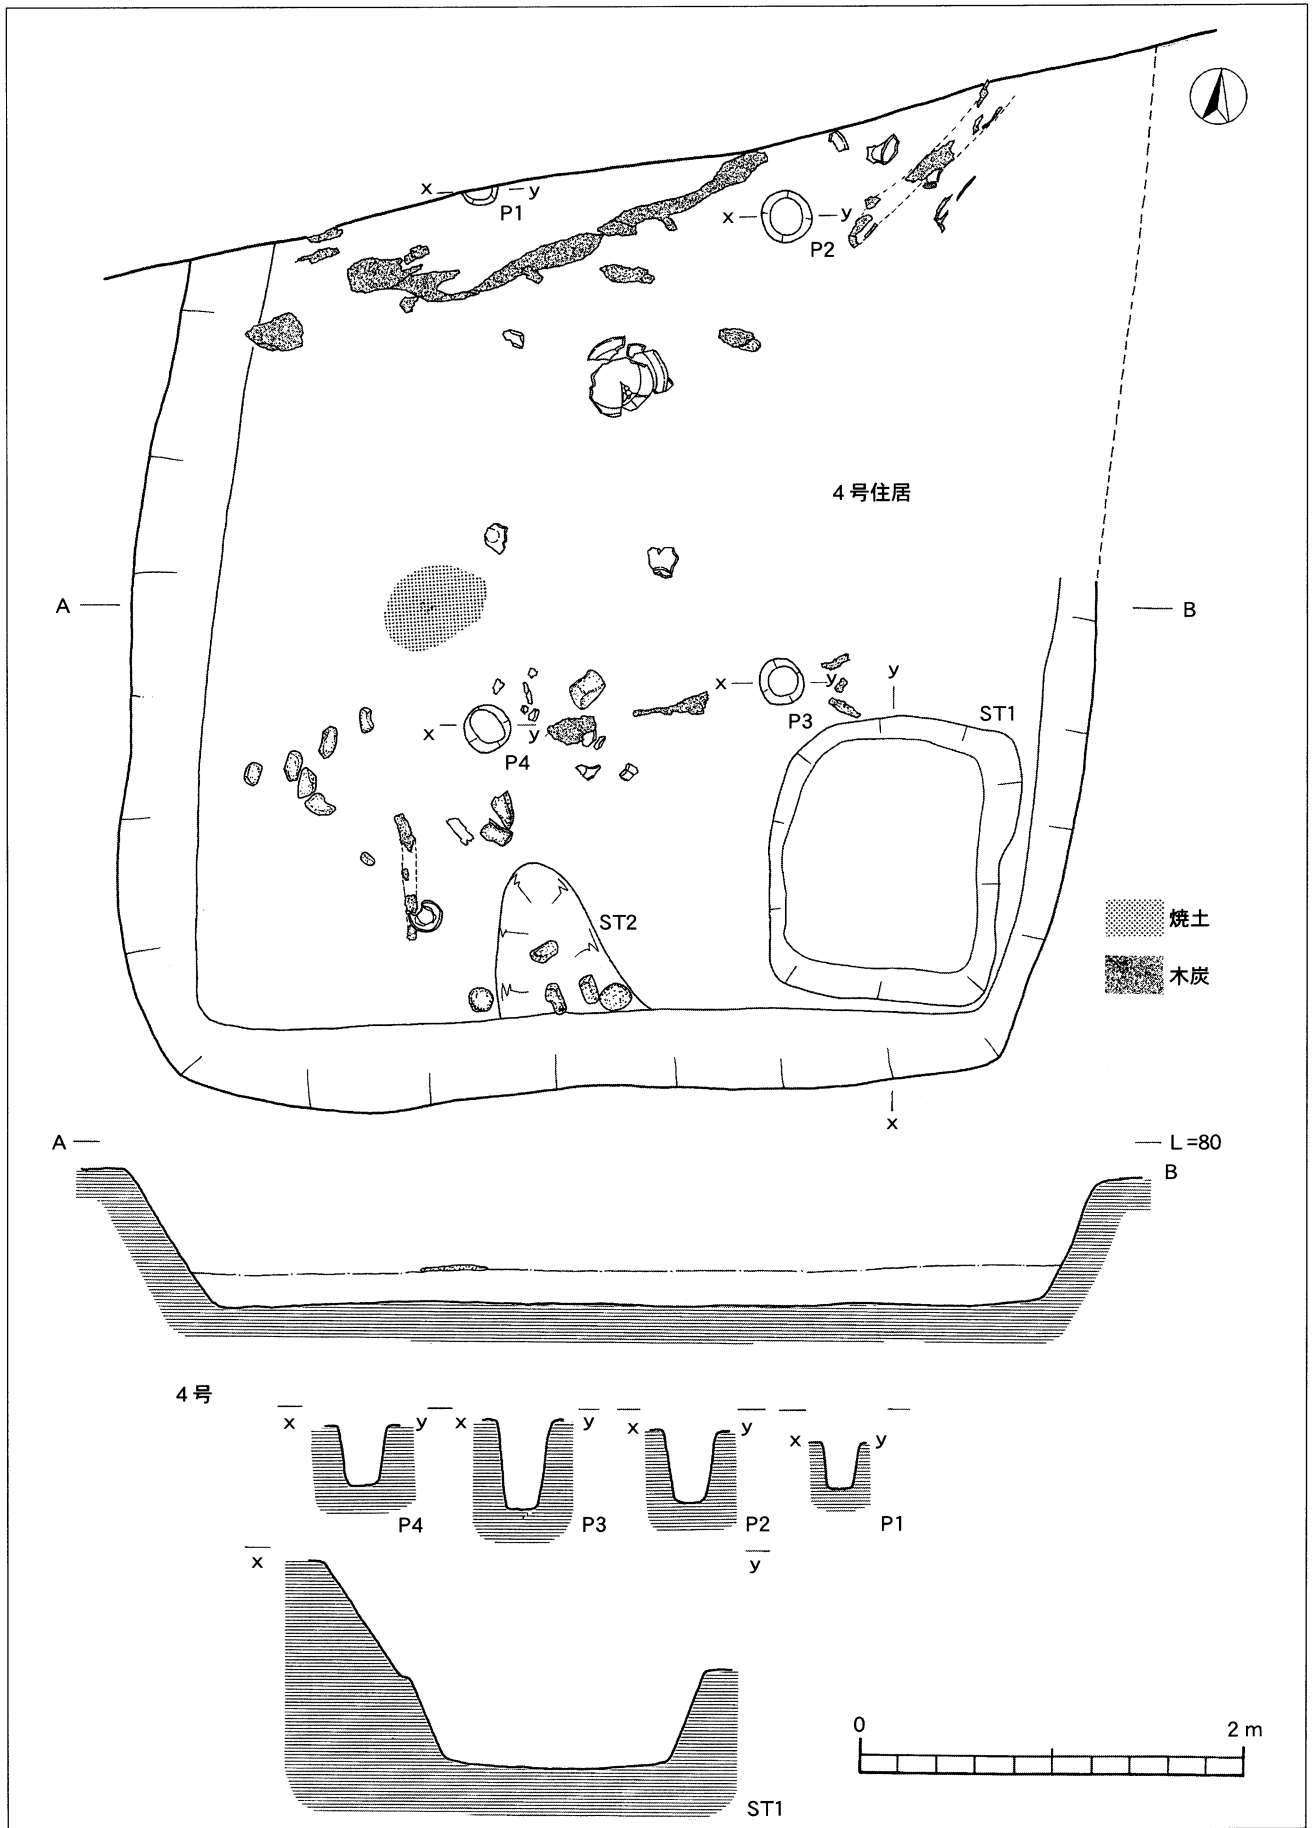 x y
P1
x y
P2
4号住居
A B
x y
P3
y
ST1
x y
P4
ST2
焼土
木炭
x
A L=80
B
4号
x y x y x y x y
P4 P3 P2 P1
x y
0 2 m
ST1